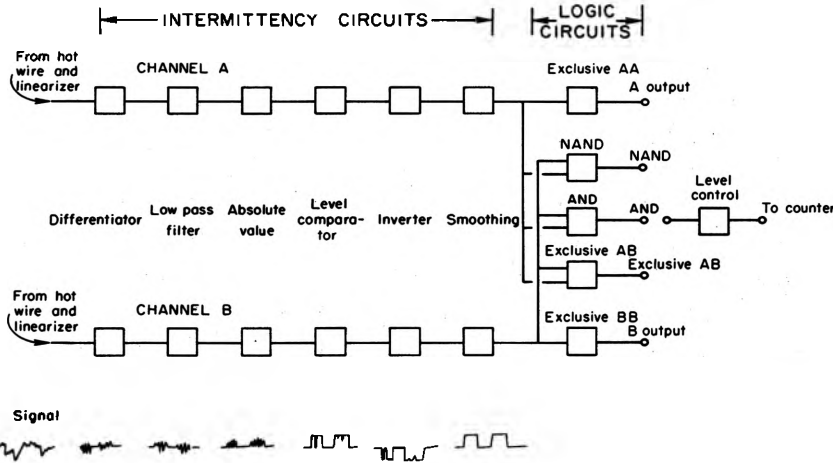 INTERMITTENCY CIRCUITS
LOGIC
CIRCUITS
From hot
wire and
linearizer
CHANNEL A
Exclusive AA
A output
NAND
NAND
Differentiator
Low pass
filter
Absolute
value
Level
compara-
tor
Inverter
Smoothing
AND
AND
Level
control
To counter
Exclusive AB
Exclusive AB
From hot
wire and
linearizer
CHANNEL B
Exclusive BB
B output
Signal